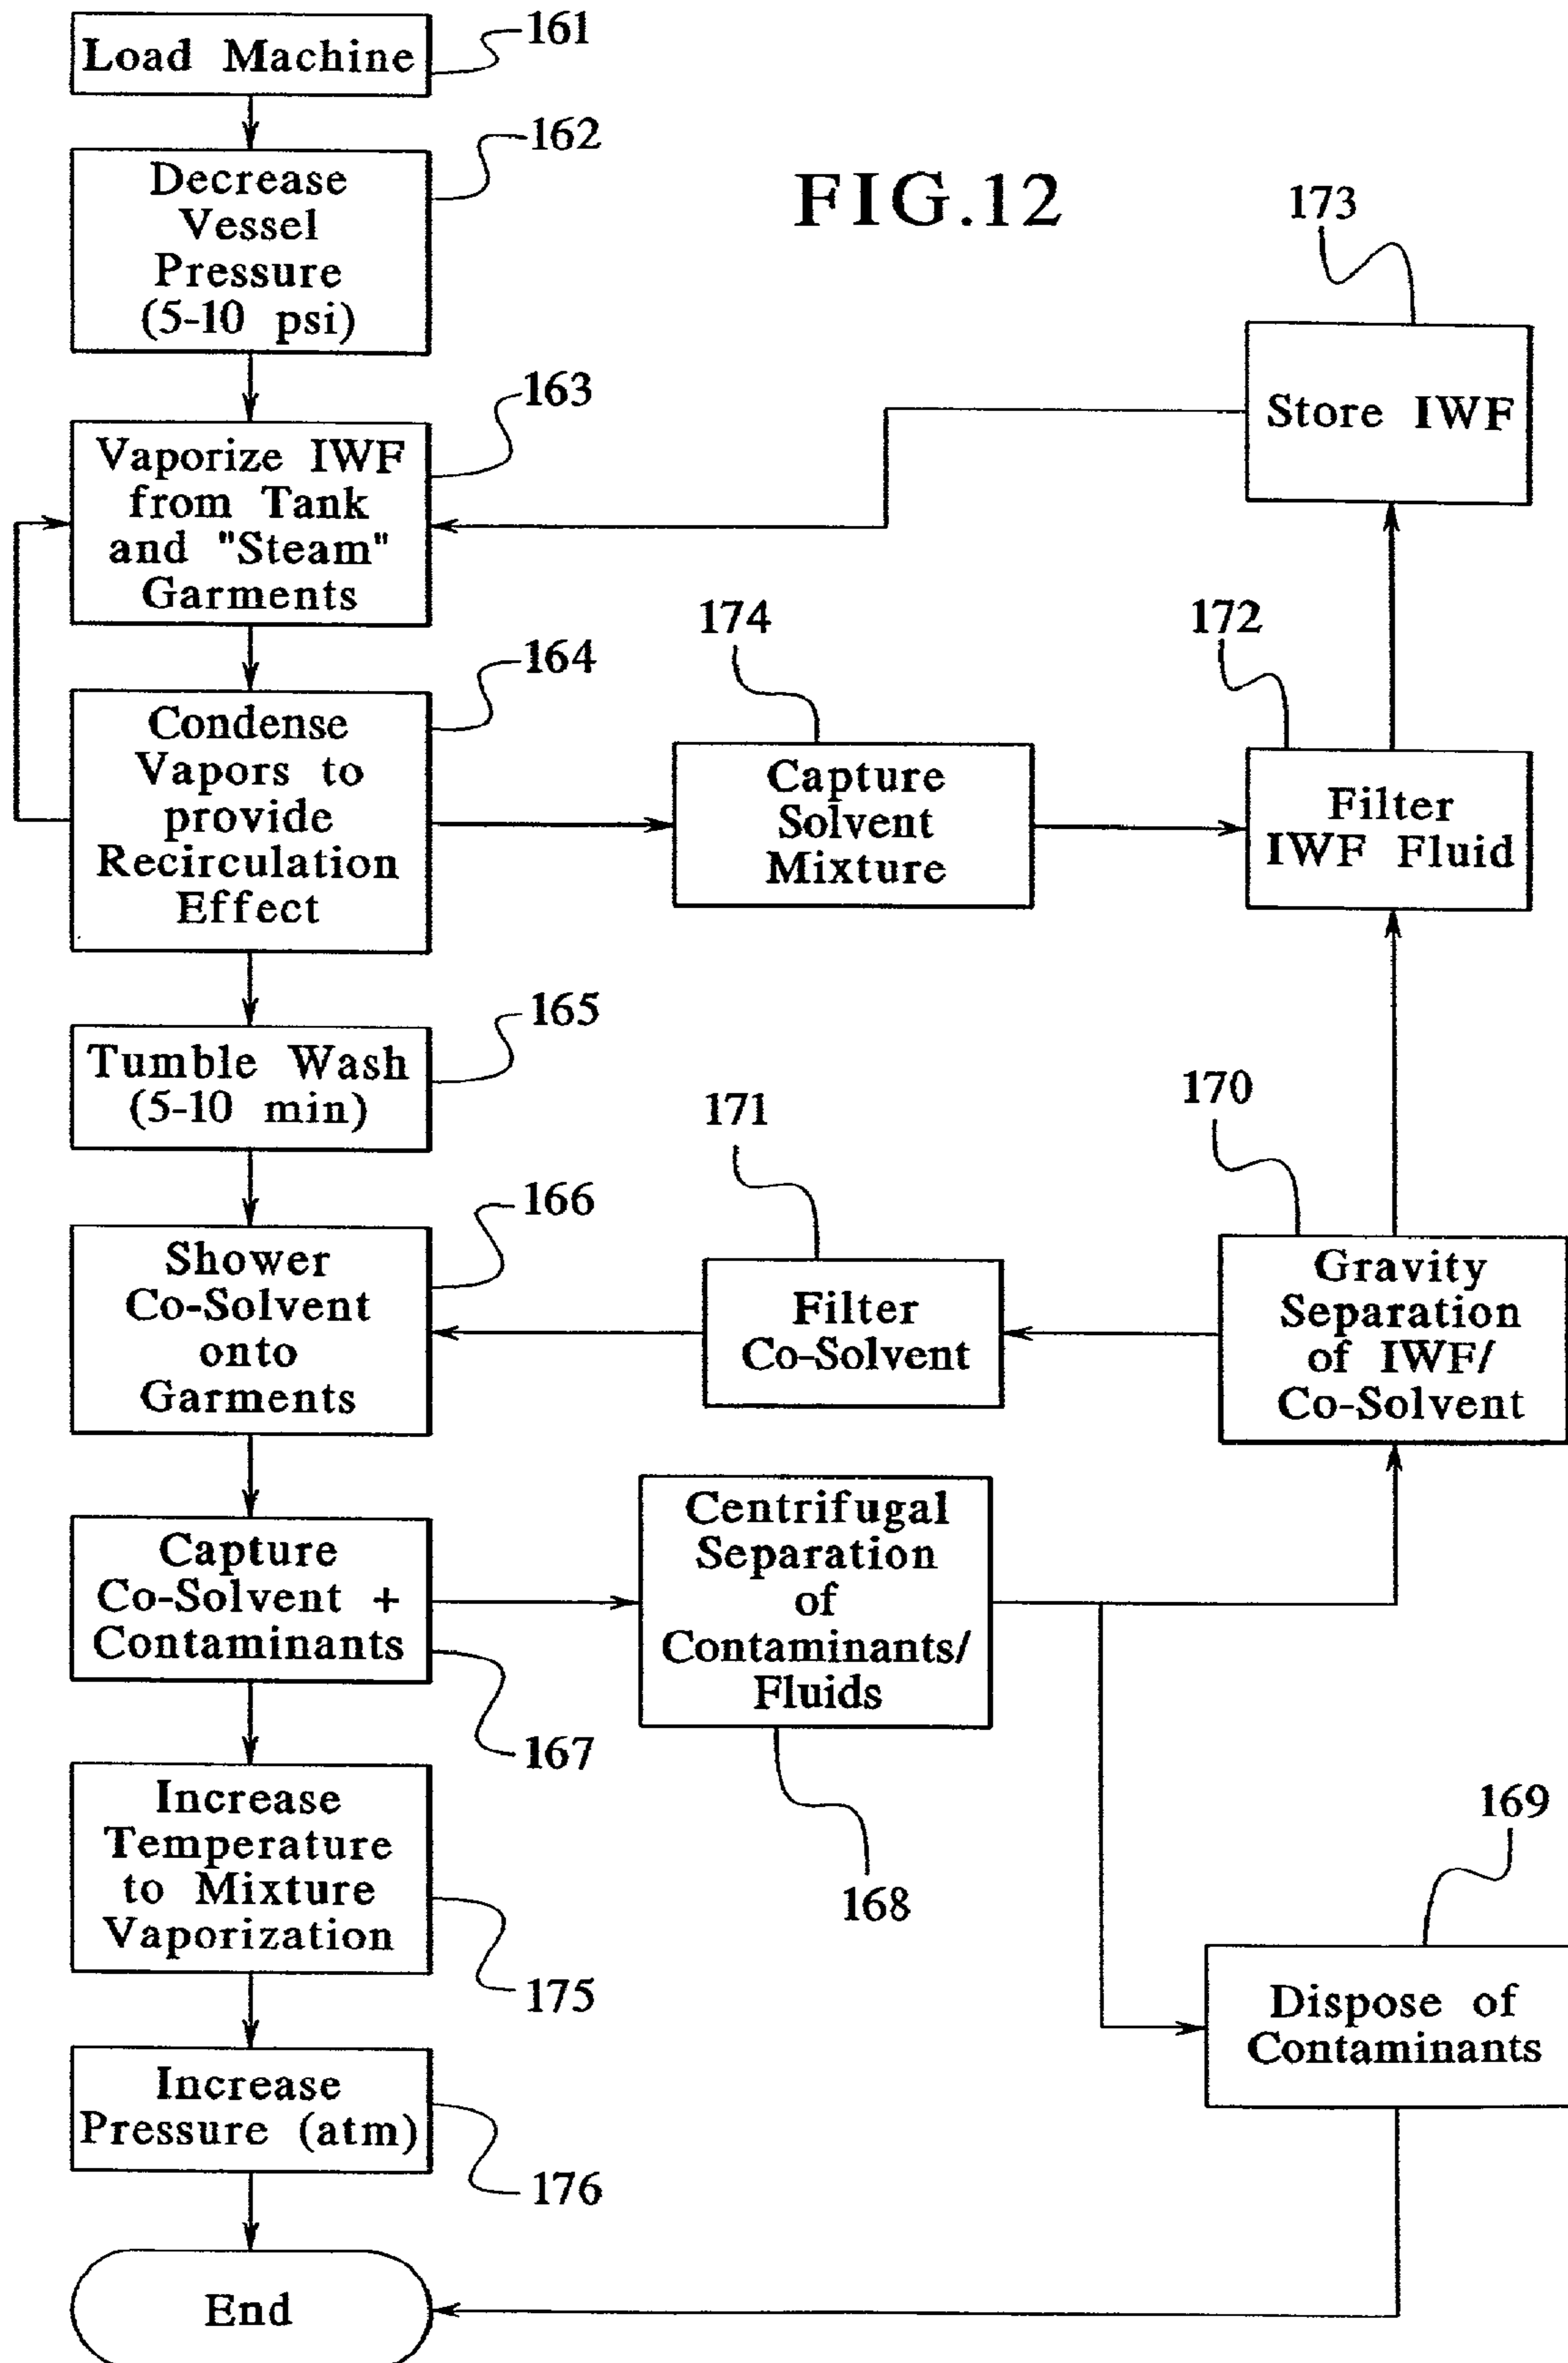 Load Machine
161
Decrease
Vessel
Pressure
(5-10 psi)
162
FIG.12
173
Store IWF
Vaporize IWF
from Tank
and "Steam"
Garments
163
Condense
Vapors to
provide
Recirculation
Effect
164
174
Capture
Solvent
Mixture
172
Filter
IWF Fluid
Tumble Wash
(5-10 min)
165
Shower
Co-Solvent
onto
Garments
166
171
Filter
Co-Solvent
170
Gravity
Separation
of IWF/
Co-Solvent
Capture
Co-Solvent +
Contaminants
167
Centrifugal
Separation
of
Contaminants/
Fluids
168
Increase
Temperature
to Mixture
Vaporization
175
169
Dispose of
Contaminants
Increase
Pressure (atm)
176
End